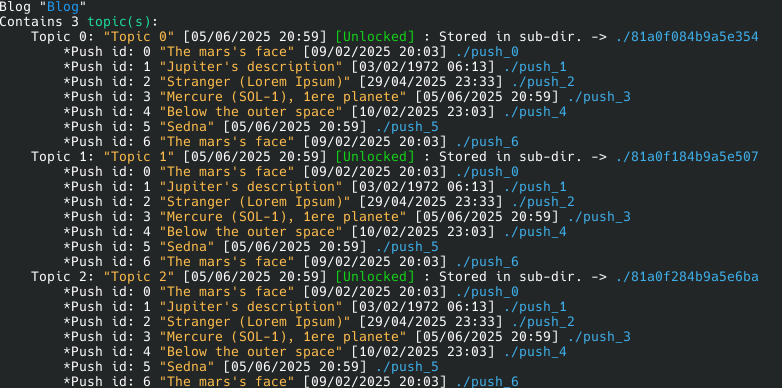 Blog "Blog"
Contains 3 topic(s):
Topic 0: "Topic 0" [05/06/2025 20:59] [Unlocked] : Stored in sub-dir. -> ./81a0f084b9a5e354
*Push id: 0 "The mars's face" [09/02/2025 20:03] ./push_0
*Push id: 1 "Jupiter's description" [03/02/1972 06:13] ./push_1
*Push id: 2 "Stranger (Lorem Ipsum)" [29/04/2025 23:33] ./push_2
*Push id: 3 "Mercure (SOL-1), 1ere planete" [05/06/2025 20:59] ./push_3
*Push id: 4 "Below the outer space" [10/02/2025 23:03] ./push_4
*Push id: 5 "Sedna" [05/06/2025 20:59] ./push_5
*Push id: 6 "The mars's face" [09/02/2025 20:03] ./push_6
Topic 1: "Topic 1" [05/06/2025 20:59] [Unlocked] : Stored in sub-dir. -> ./81a0f184b9a5e507
*Push id: 0 "The mars's face" [09/02/2025 20:03] ./push_0
*Push id: 1 "Jupiter's description" [03/02/1972 06:13] ./push_1
*Push id: 2 "Stranger (Lorem Ipsum)" [29/04/2025 23:33] ./push_2
*Push id: 3 "Mercure (SOL-1), 1ere planete" [05/06/2025 20:59] ./push_3
*Push id: 4 "Below the outer space" [10/02/2025 23:03] ./push_4
*Push id: 5 "Sedna" [05/06/2025 20:59] ./push_5
*Push id: 6 "The mars's face" [09/02/2025 20:03] ./push_6
Topic 2: "Topic 2" [05/06/2025 20:59] [Unlocked] : Stored in sub-dir. -> ./81a0f284b9a5e6ba
*Push id: 0 "The mars's face" [09/02/2025 20:03] ./push_0
*Push id: 1 "Jupiter's description" [03/02/1972 06:13] ./push_1
*Push id: 2 "Stranger (Lorem Ipsum)" [29/04/2025 23:33] ./push_2
*Push id: 3 "Mercure (SOL-1), 1ere planete" [05/06/2025 20:59] ./push_3
*Push id: 4 "Below the outer space" [10/02/2025 23:03] ./push_4
*Push id: 5 "Sedna" [05/06/2025 20:59] ./push_5
*Push id: 6 "The mars's face" [09/02/2025 20:03] ./push_6